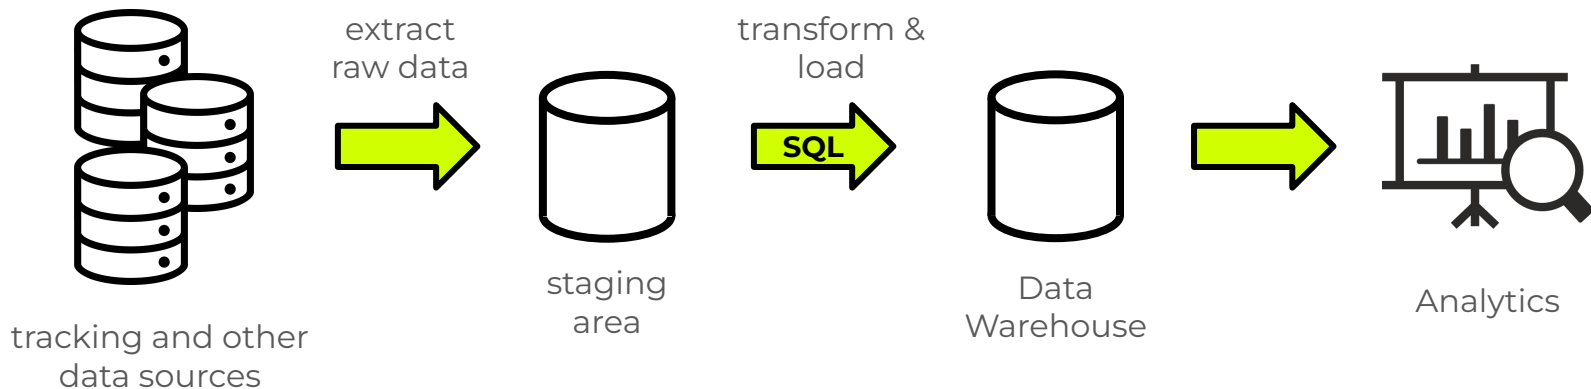 extract
raw data
transform &
load
SQL
staging
area
Data
Warehouse
Analytics
tracking and other
data sources